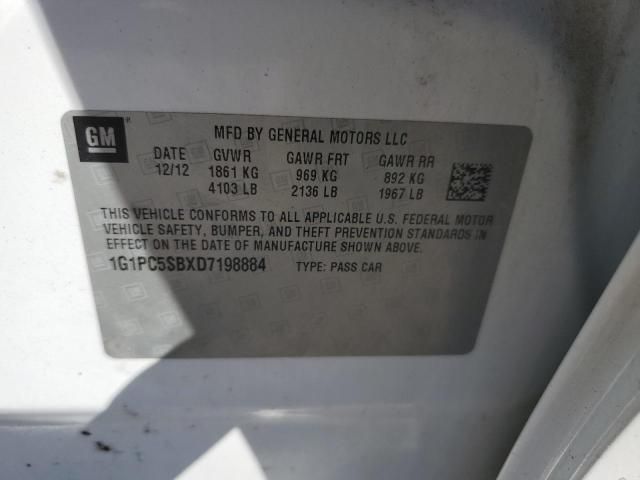 GM
MFD BY GENERAL MOTORS LLC
DATE GVWR GAWR FRT GAWR RR
12/12 1861 KG 969 KG 892 KG
4103 LB 2136 LB 1967 LB
THIS VEHICLE CONFORMS TO ALL APPLICABLE U.S. FEDERAL MOTOR
VEHICLE SAFETY, BUMPER, AND THEFT PREVENTION STANDARDS IN
EFFECT ON THE DATE OF MANUFACTURE SHOWN ABOVE.
1G1PC5SBXD7198884 TYPE: PASS CAR